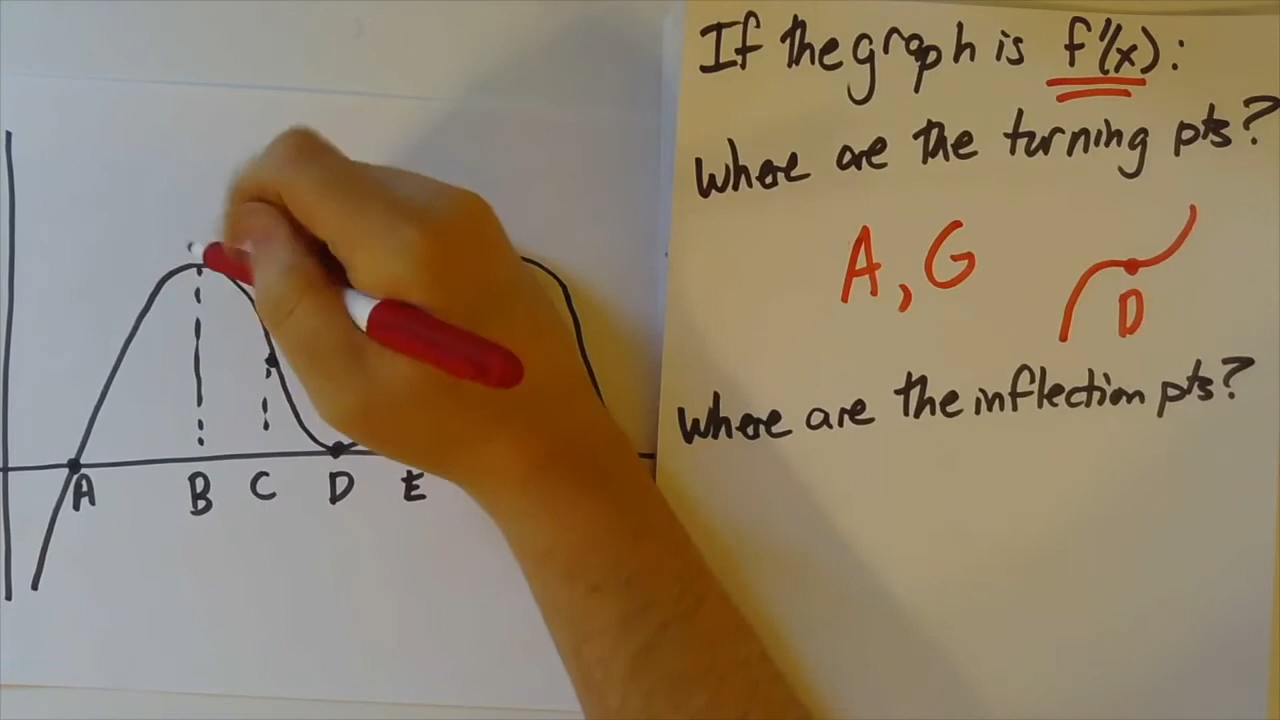 If the graph is f'(x):
Where are the turning pts?
A, G
D
Where are the inflection pts?
A B C D E